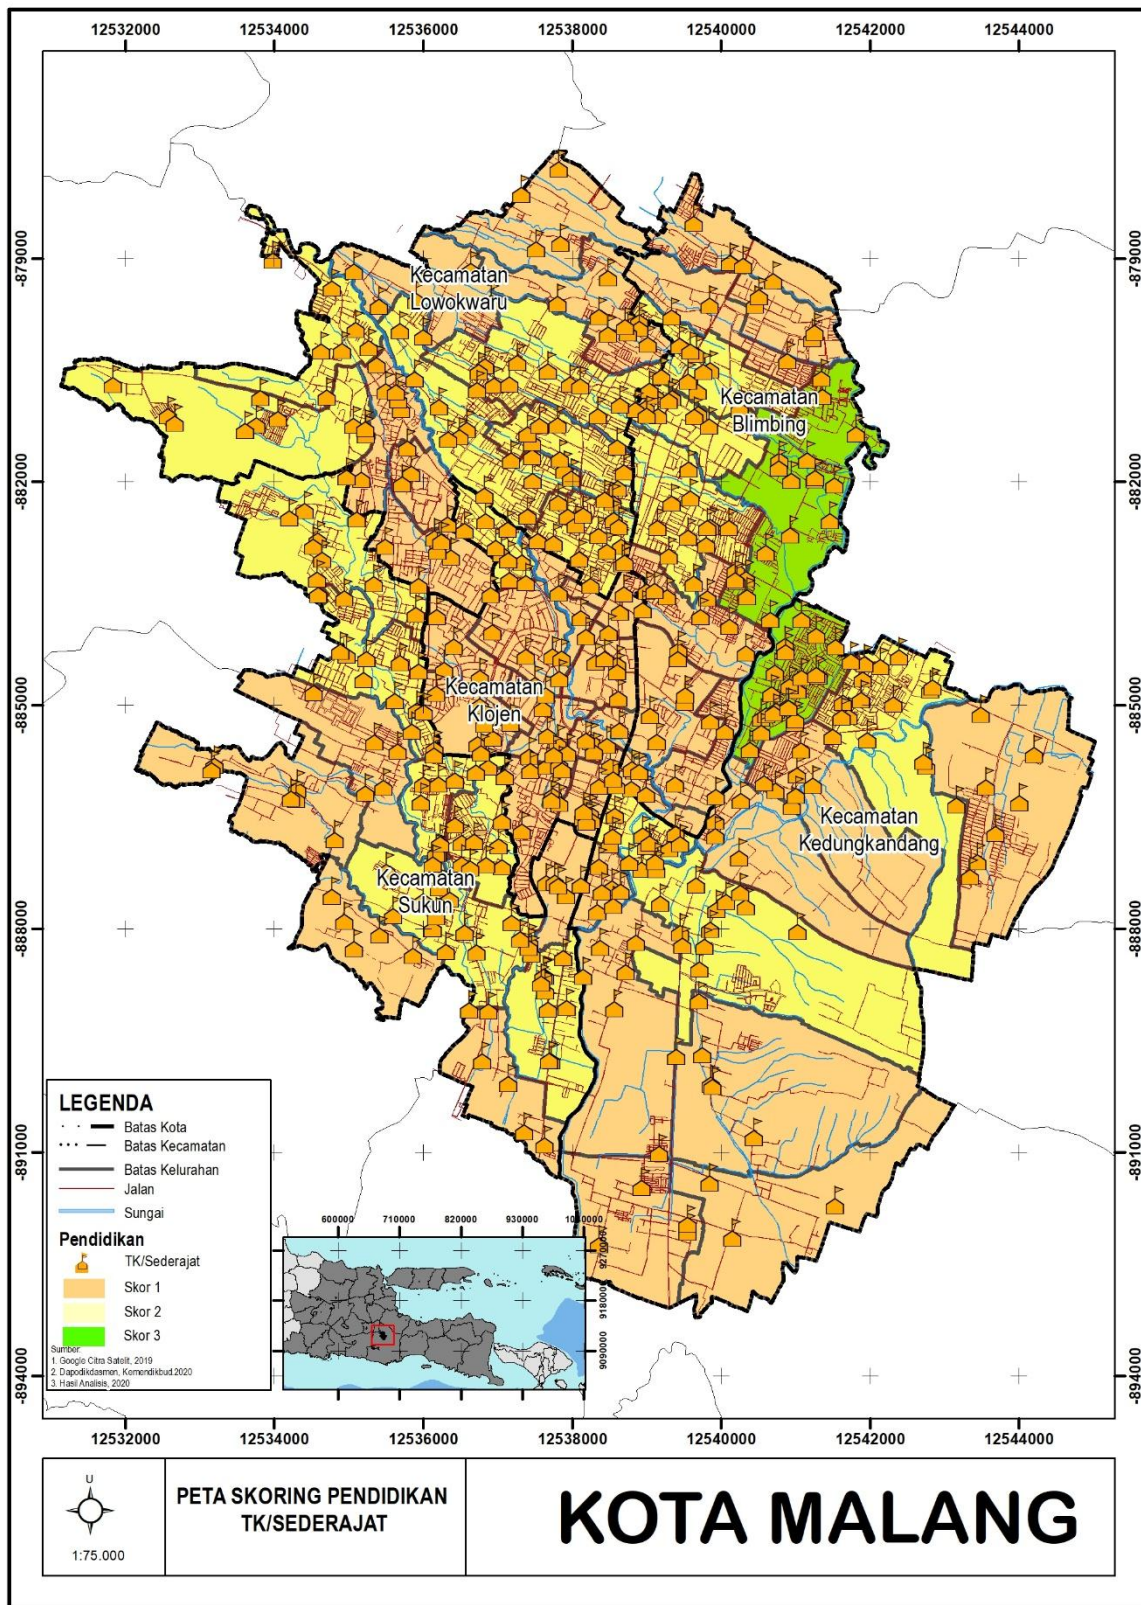 12532000 12534000 12536000 12538000 12540000 12542000 12544000
-879000 -879000
-882000 -882000
-885000 -885000
-888000 -888000
-891000 -891000
-894000 -894000
Kecamatan
Lowokwaru
Kecamatan
Blimbing
Kecamatan
Klojen
Kecamatan
Kedungkandang
Kecamatan
Sukun
LEGENDA
Batas Kota
Batas Kecamatan
Batas Kelurahan
Jalan
Sungai
Pendidikan
TK/Sederajat
Skor 1
Skor 2
Skor 3
Sumber:
1. Google Citra Satelit, 2019
2. Dapodikdasmen, Kemendikbud.2020
3. Hasil Analisis, 2020
600000 710000 820000 930000
9180000
9090000
12532000 12534000 12536000 12538000 12540000 12542000 12544000
U
1:75.000
PETA SKORING PENDIDIKAN
TK/SEDERAJAT
KOTA MALANG